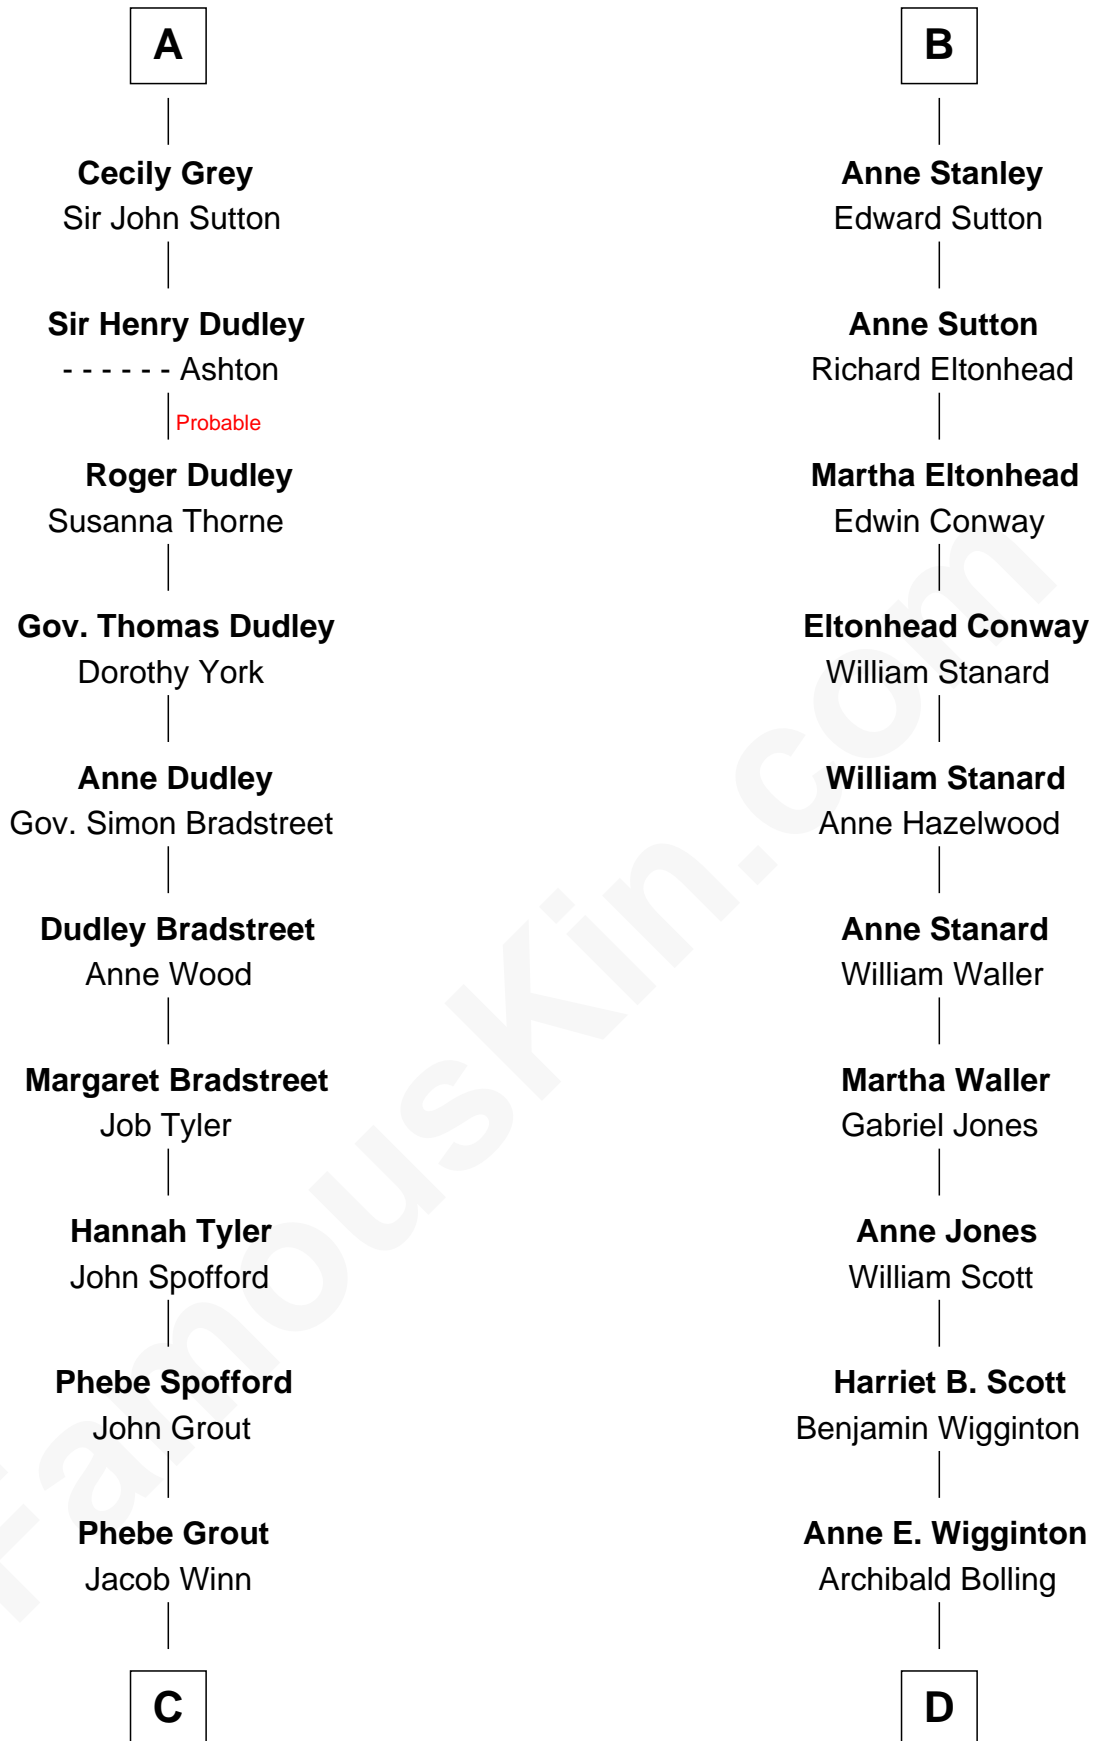 A
Cecily Grey
Sir John Sutton
Sir Henry Dudley
- - - - - - Ashton
Probable
Roger Dudley
Susanna Thorne
Gov. Thomas Dudley
Dorothy York
Anne Dudley
Gov. Simon Bradstreet
Dudley Bradstreet
Anne Wood
Margaret Bradstreet
Job Tyler
Hannah Tyler
John Spofford
Phebe Spofford
John Grout
Phebe Grout
Jacob Winn
C
B
Anne Stanley
Edward Sutton
Anne Sutton
Richard Eltonhead
Martha Eltonhead
Edwin Conway
Eltonhead Conway
William Stanard
William Stanard
Anne Hazelwood
Anne Stanard
William Waller
Martha Waller
Gabriel Jones
Anne Jones
William Scott
Harriet B. Scott
Benjamin Wigginton
Anne E. Wigginton
Archibald Bolling
D
FamousKin.com